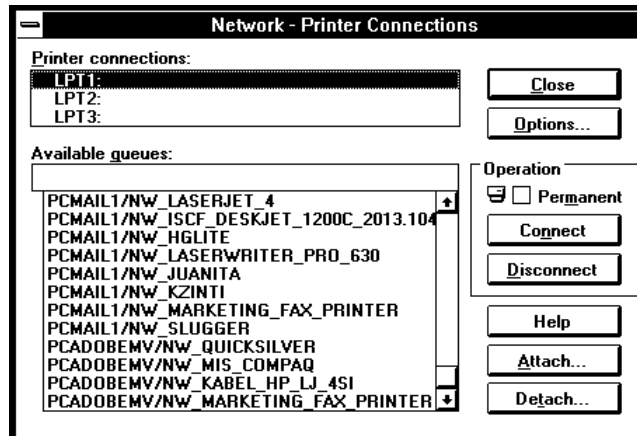 Network - Printer Connections
Printer connections:
LPT1:
LPT2:
LPT3:
Close
Options...
Available queues:
PCMAIL1/NW_LASERJET_4
PCMAIL1/NW_ISCF_DESKJET_1200C_2013.104
PCMAIL1/NW_HGLITE
PCMAIL1/NW_LASERWRITER_PRO_630
PCMAIL1/NW_JUANITA
PCMAIL1/NW_KZINTI
PCMAIL1/NW_MARKETING_FAX_PRINTER
PCMAIL1/NW_SLUGGER
PCADOBEMV/NW_QUICKSILVER
PCADOBEMV/NW_MIS_COMPAQ
PCADOBEMV/NW_KABEL_HP_LJ_4SI
PCADOBEMV/NW_MARKETING_FAX_PRINTER
Operation
Permanent
Connect
Disconnect
Help
Attach...
Detach...